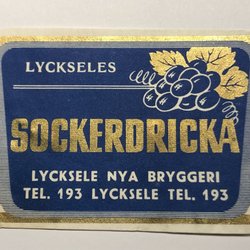 LYCKSELES
SOCKERDRICKA
LYCKSELE NYA BRYGGERI
TEL. 193 LYCKSELE TEL. 193